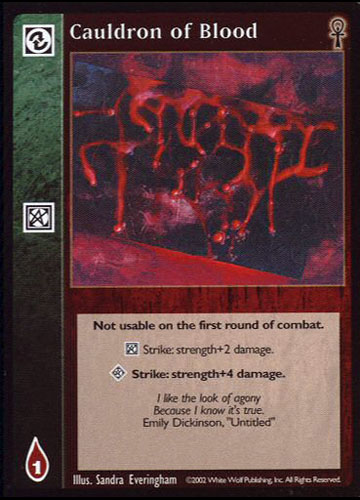 Cauldron of Blood
Not usable on the first round of combat.
Strike: strength+2 damage.
Strike: strength+4 damage.
I like the look of agony
Because I know it's true.
Emily Dickinson, "Untitled"
1
Illus. Sandra Everingham
©2002 White Wolf Publishing, Inc. All Rights Reserved.